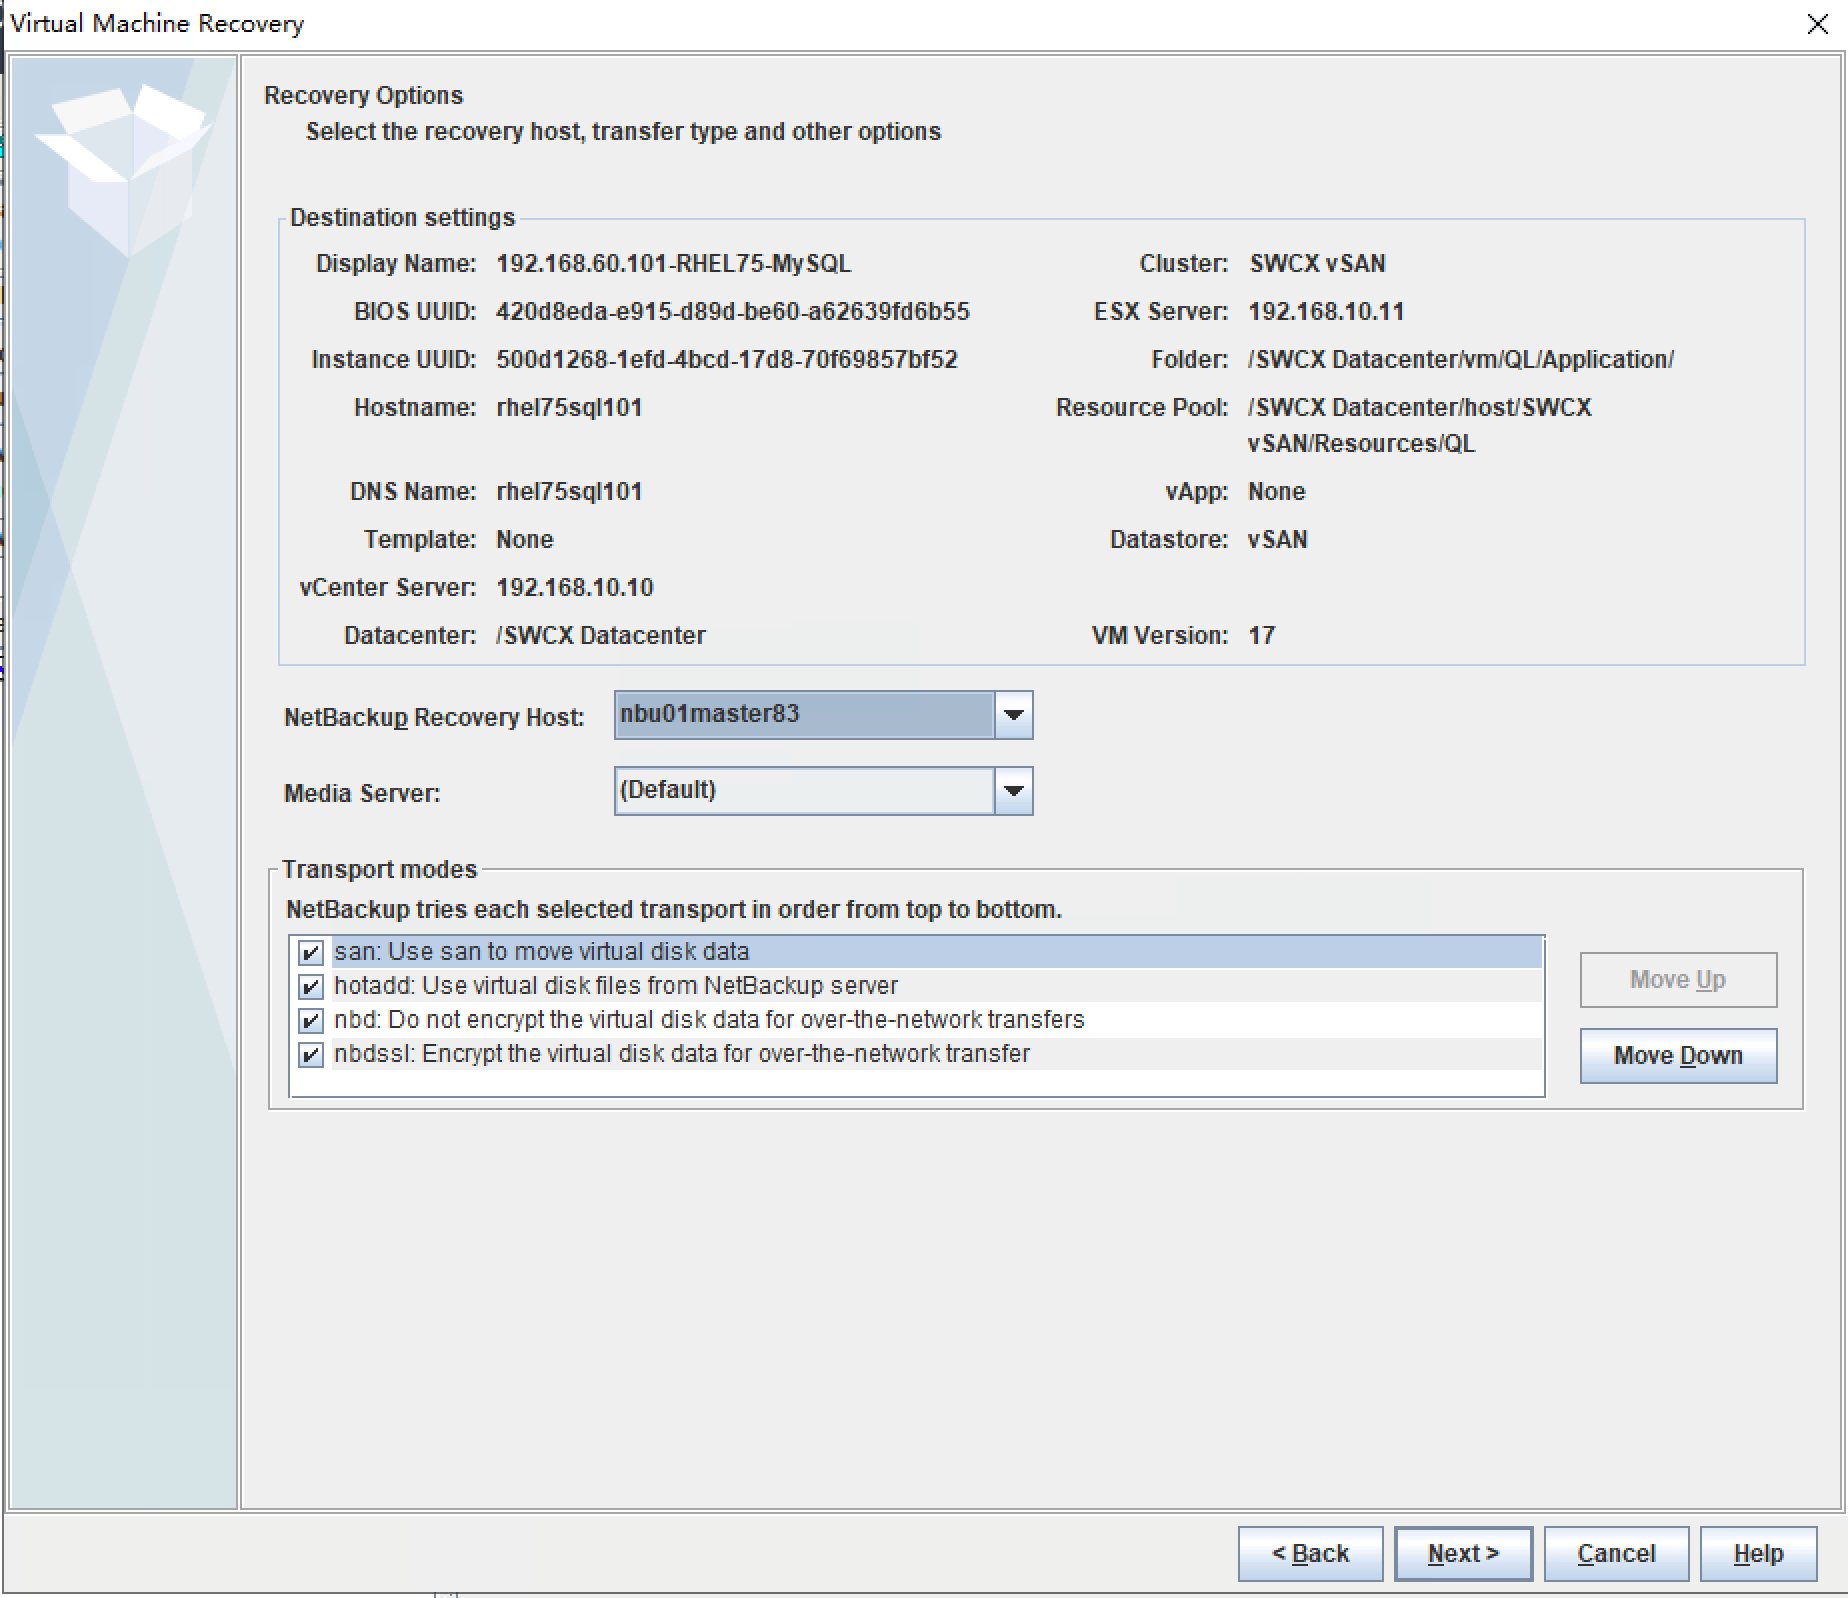 Virtual Machine Recovery
Recovery Options
Select the recovery host, transfer type and other options
Destination settings
Display Name: 192.168.60.101-RHEL75-MySQL
Cluster: SWCX vSAN
BIOS UUID: 420d8eda-e915-d89d-be60-a62639fd6b55
ESX Server: 192.168.10.11
Instance UUID: 500d1268-1efd-4bcd-17d8-70f69857bf52
Folder: /SWCX Datacenter/vm/QL/Application/
Hostname: rhel75sql101
Resource Pool: /SWCX Datacenter/host/SWCX
vSAN/Resources/QL
DNS Name: rhel75sql101
vApp: None
Template: None
Datastore: vSAN
vCenter Server: 192.168.10.10
Datacenter: /SWCX Datacenter
VM Version: 17
NetBackup Recovery Host: nbu01master83
Media Server: (Default)
Transport modes
NetBackup tries each selected transport in order from top to bottom.
san: Use san to move virtual disk data
hotadd: Use virtual disk files from NetBackup server
nbd: Do not encrypt the virtual disk data for over-the-network transfers
nbdssl: Encrypt the virtual disk data for over-the-network transfer
Move Up
Move Down
< Back
Next >
Cancel
Help